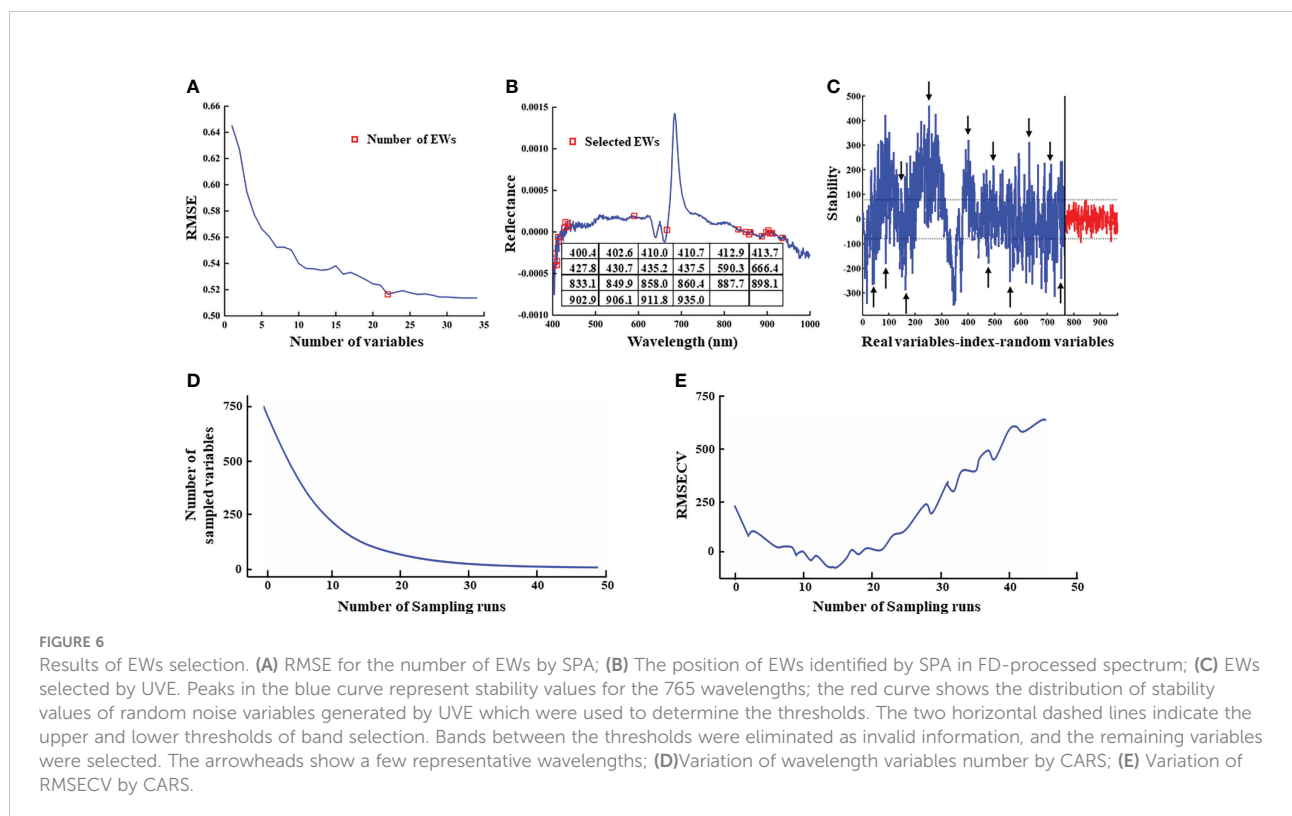 A
0.66
0.64
0.62
0.60
0.58
0.56
0.54
0.52
0.50
RMSE
Number of EWs
0 5 10 15 20 25 30 35
Number of variables
B
0.0015
0.0010
0.0005
0.0000
-0.0005
-0.0010
Reflectance
Selected EWs
400.4 402.6 410.0 410.7 412.9 413.7
427.8 430.7 435.2 437.5 590.3 666.4
833.1 849.9 858.0 860.4 887.7 898.1
902.9 906.1 911.8 935.0
400 500 600 700 800 900 1000
Wavelength (nm)
C
500
400
300
200
100
0
-100
-200
-300
Stability
0 100 200 300 400 500 600 700 800 900
Real variables-index-random variables
D
750
500
250
0
Number of
sampled variables
0 10 20 30 40 50
Number of Sampling runs
E
750
500
250
0
RMSECV
0 10 20 30 40 50
Number of Sampling runs
FIGURE 6
Results of EWs selection. (A) RMSE for the number of EWs by SPA; (B) The position of EWs identified by SPA in FD-processed spectrum; (C) EWs
selected by UVE. Peaks in the blue curve represent stability values for the 765 wavelengths; the red curve shows the distribution of stability
values of random noise variables generated by UVE which were used to determine the thresholds. The two horizontal dashed lines indicate the
upper and lower thresholds of band selection. Bands between the thresholds were eliminated as invalid information, and the remaining variables
were selected. The arrowheads show a few representative wavelengths; (D)Variation of wavelength variables number by CARS; (E) Variation of
RMSECV by CARS.